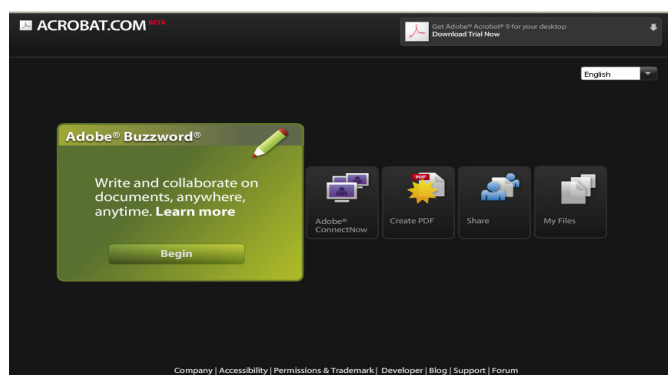 ACROBAT.COM BETA
Get Adobe® Acrobat® 9 for your desktop
Download Trial Now
English
Adobe® Buzzword®
Write and collaborate on
documents, anywhere,
anytime. Learn more
Begin
Adobe®
ConnectNow
PDF
Create PDF
Share
My Files
Company | Accessibility | Permissions & Trademark | Developer | Blog | Support | Forum